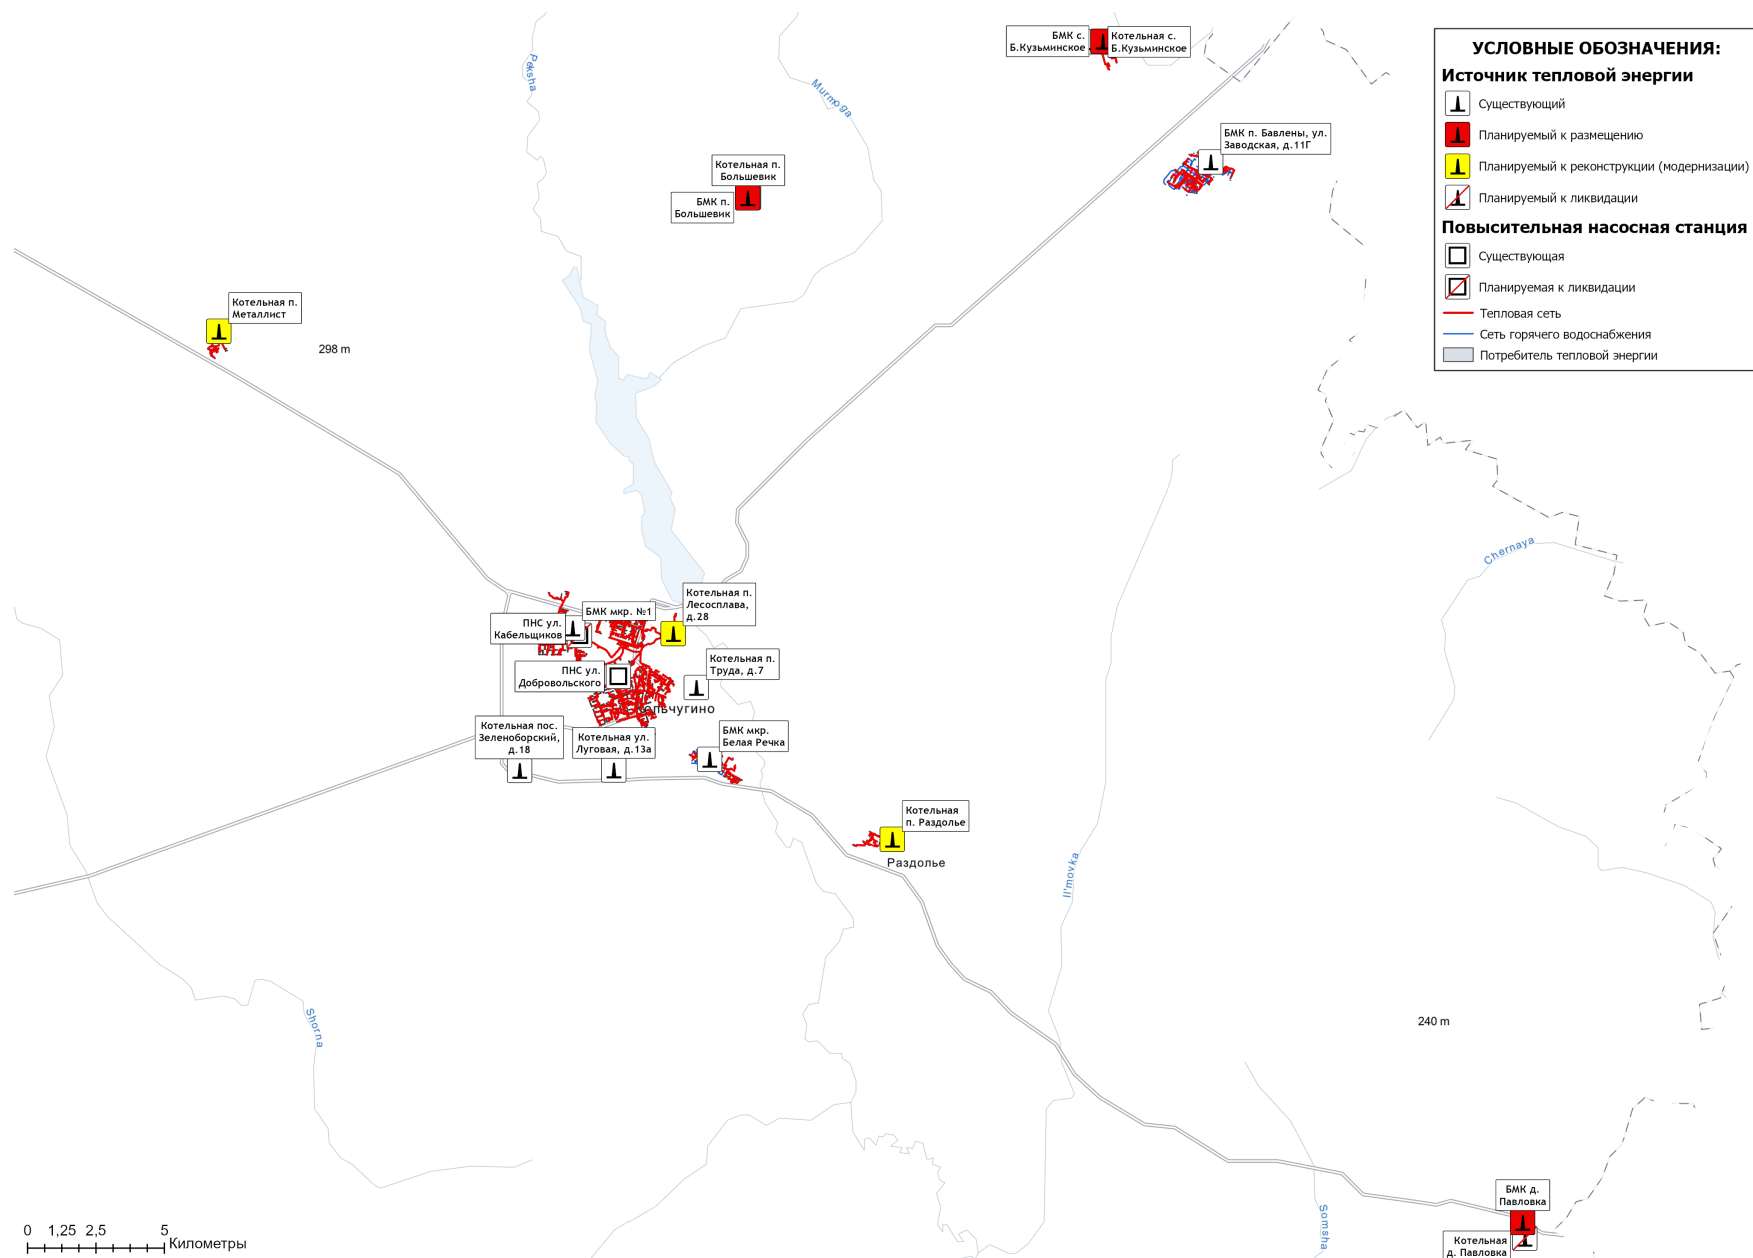 БМК с.
Б.Кузьминское
Котельная с.
Б.Кузьминское
УСЛОВНЫЕ ОБОЗНАЧЕНИЯ:
Источник тепловой энергии
Существующий
Планируемый к размещению
Планируемый к реконструкции (модернизации)
Планируемый к ликвидации
Повысительная насосная станция
Существующая
Планируемая к ликвидации
Тепловая сеть
Сеть горячего водоснабжения
Потребитель тепловой энергии
Peksha
Murmoga
БМК п. Бавлены, ул.
Заводская, д.11Г
Котельная п.
Большевик
БМК п.
Большевик
Котельная п.
Металлист
298 m
Chernaya
Котельная п.
Лесосплава,
д.28
БМК мкр. №1
ПНС ул.
Кабельщиков
ПНС ул.
Добровольского
Котельная п.
Труда, д.7
Кольчугино
Котельная пос.
Зеленоборский,
д.18
Котельная ул.
Луговая, д.13а
БМК мкр.
Белая Речка
Котельная
п. Раздолье
Раздолье
Il'movka
Shorna
240 m
Somsha
БМК д.
Павловка
Котельная
д. Павловка
0 1,25 2,5 5
Километры